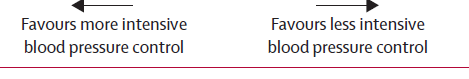 Favours more intensive
blood pressure control
Favours less intensive
blood pressure control